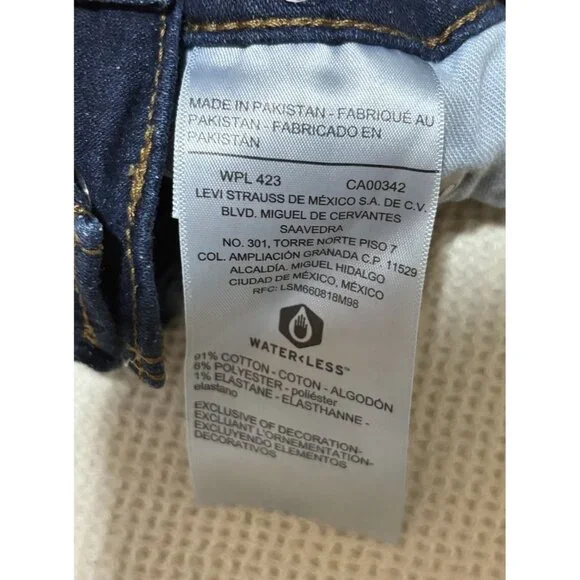 MADE IN PAKISTAN - FABRIQUÉ AU
PAKISTAN - FABRICADO EN
PAKISTÁN
WPL 423 CA00342
LEVI STRAUSS DE MÉXICO S.A. DE C.V.
BLVD. MIGUEL DE CERVANTES
SAAVEDRA
NO. 301, TORRE NORTE PISO 7
COL. AMPLIACIÓN GRANADA C.P. 11529
ALCALDÍA. MIGUEL HIDALGO
CIUDAD DE MÉXICO, MÉXICO
RFC: LSM660818M98
WATER<LESS™
91% COTTON - COTON - ALGODÓN
8% POLYESTER - poliéster
1% ELASTANE - ELASTHANNE -
elastano
EXCLUSIVE OF DECORATION-
EXCLUANT L'ORNEMENTATION-
EXCLUYENDO ELEMENTOS
DECORATIVOS